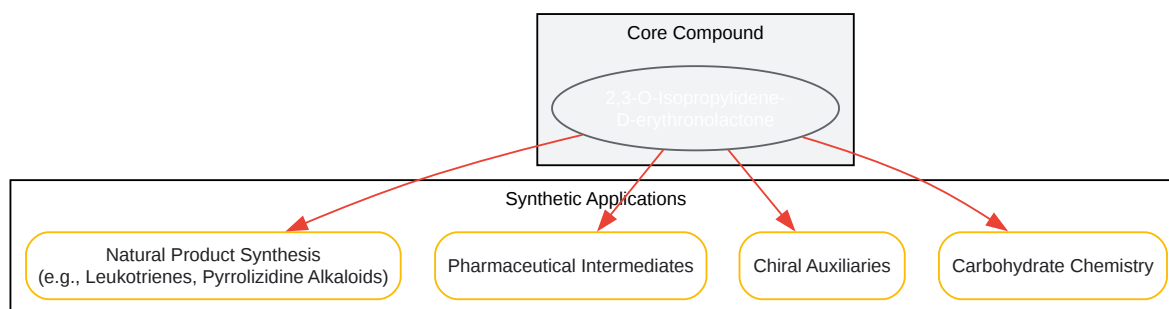 Core Compound
2,3-O-Isopropylidene-
D-erythronolactone
Synthetic Applications
Natural Product Synthesis
(e.g., Leukotrienes, Pyrrolizidine Alkaloids)
Pharmaceutical Intermediates
Chiral Auxiliaries
Carbohydrate Chemistry